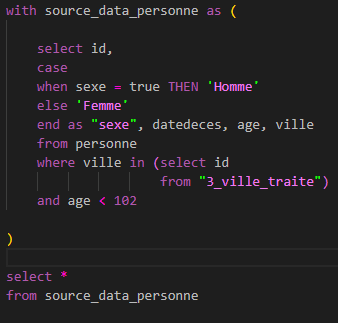 with source_data_personne as (
select id,
case
when sexe = true THEN 'Homme'
else 'Femme'
end as "sexe", datedeces, age, ville
from personne
where ville in (select id
from "3_ville_traite")
and age < 102
)
select *
from source_data_personne